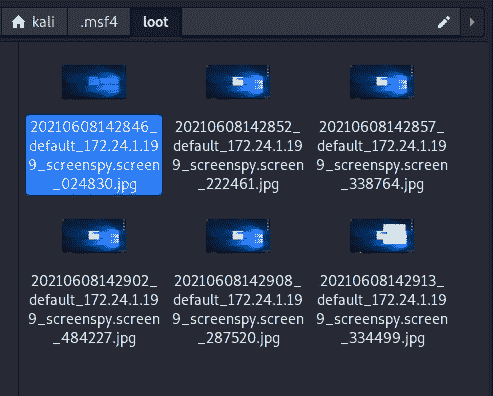 kali .msf4 loot
20210608142846_ 20210608142852_ 20210608142857_
default_172.24.1.19 default_172.24.1.19 default_172.24.1.19
9_screenspy.screen 9_screenspy.screen 9_screenspy.screen
_024830.jpg _222461.jpg _338764.jpg
20210608142902_ 20210608142908_ 20210608142913_
default_172.24.1.19 default_172.24.1.19 default_172.24.1.19
9_screenspy.screen 9_screenspy.screen 9_screenspy.screen
_484227.jpg _287520.jpg _334499.jpg